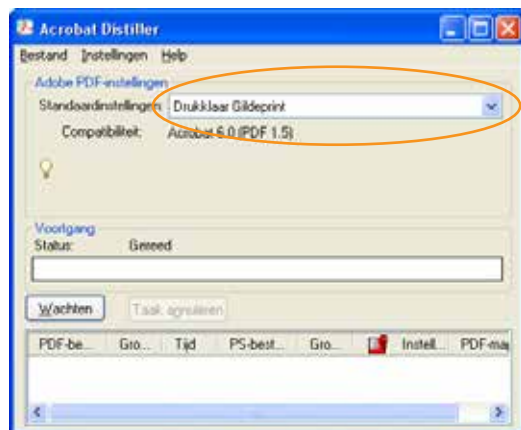 Acrobat Distiller
Bestand Instellingen Help
Adobe PDF-instellingen
Standaardinstellingen: Drukklaar Gildeprint
Compatibiliteit: Acrobat 6.0 (PDF 1.5)
Voortgang
Status: Gereed
Wachten Taak annuleren
PDF-be... Gro... Tijd PS-best... Gro... Instell... PDF-map